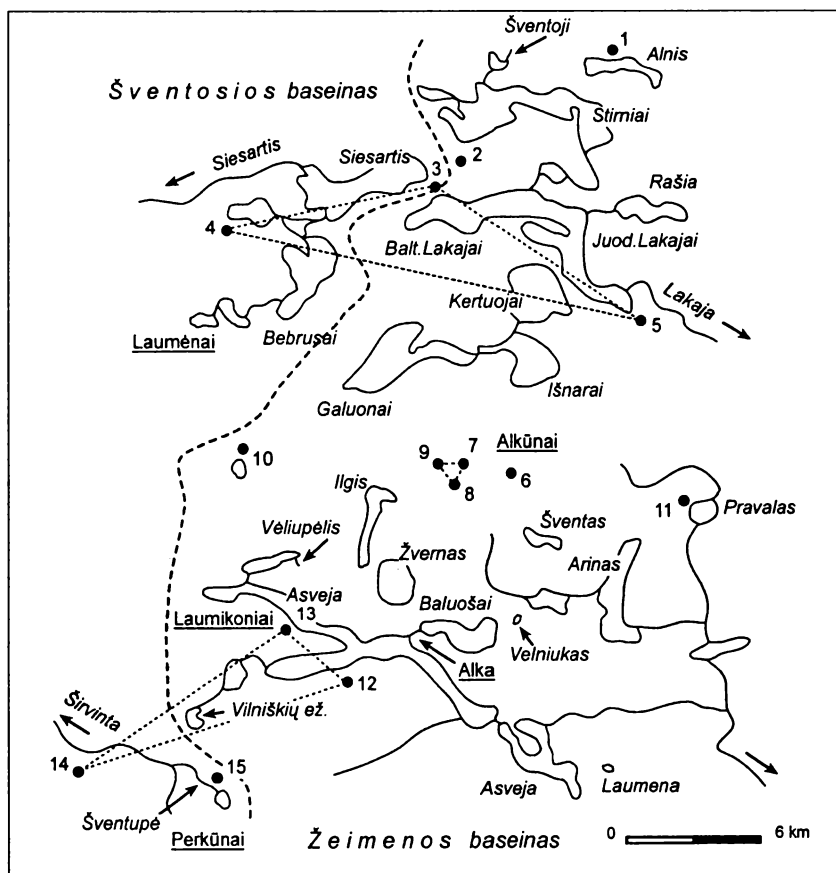 Šventoji
1
Alnis
Šventosios baseinas
Stirniai
Siesartis
Siesartis
2
3
Rašia
4
Balt.Lakajai
Juod.Lakajai
Kertuojai
Lakaja
Laumėnai
Bebrusai
5
Išnarai
Galuonai
10
9
7
Alkūnai
8
6
Ilgis
11
Pravalas
Vėliupėlis
Šventas
Žvernas
Arinas
Asveja
13
Baluošai
Laumikoniai
Velniukas
Alka
12
Širvinta
Vilniškių ež.
14
15
Asveja
Laumena
Šventupė
Perkūnai
Žeimenos baseinas
0
6 km